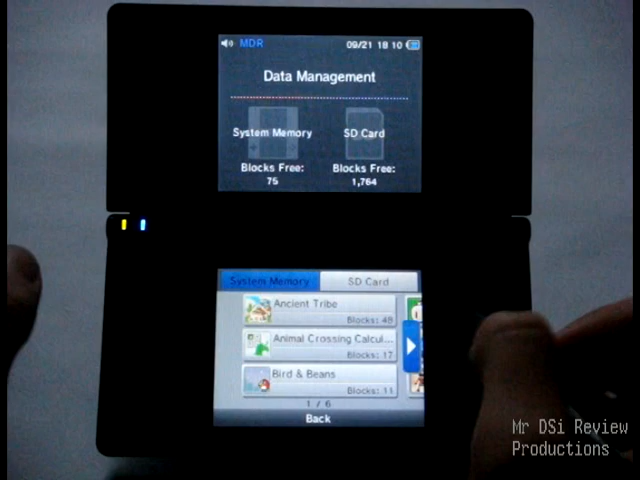 MDR 09/21 18 10
Data Management
System Memory SD Card
Blocks Free: Blocks Free:
75 1,764
System Memory SD Card
Ancient Tribe
Blocks: 48
Animal Crossing Calcul...
Blocks: 17
Bird & Beans
Blocks: 11
1 / 6
Back
Mr DSi Review
Productions